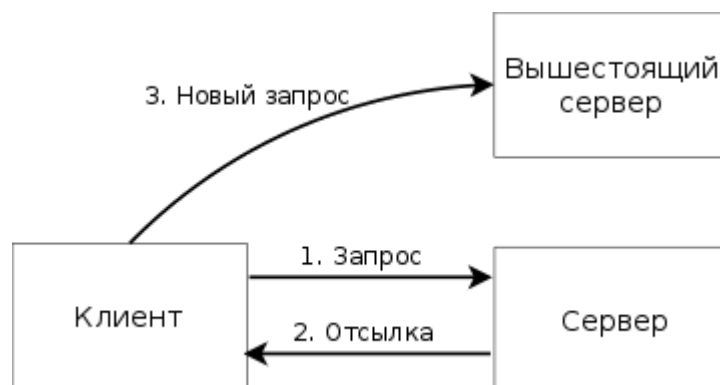 Вышестоящий
сервер
3. Новый запрос
1. Запрос
Клиент
2. Отсылка
Сервер